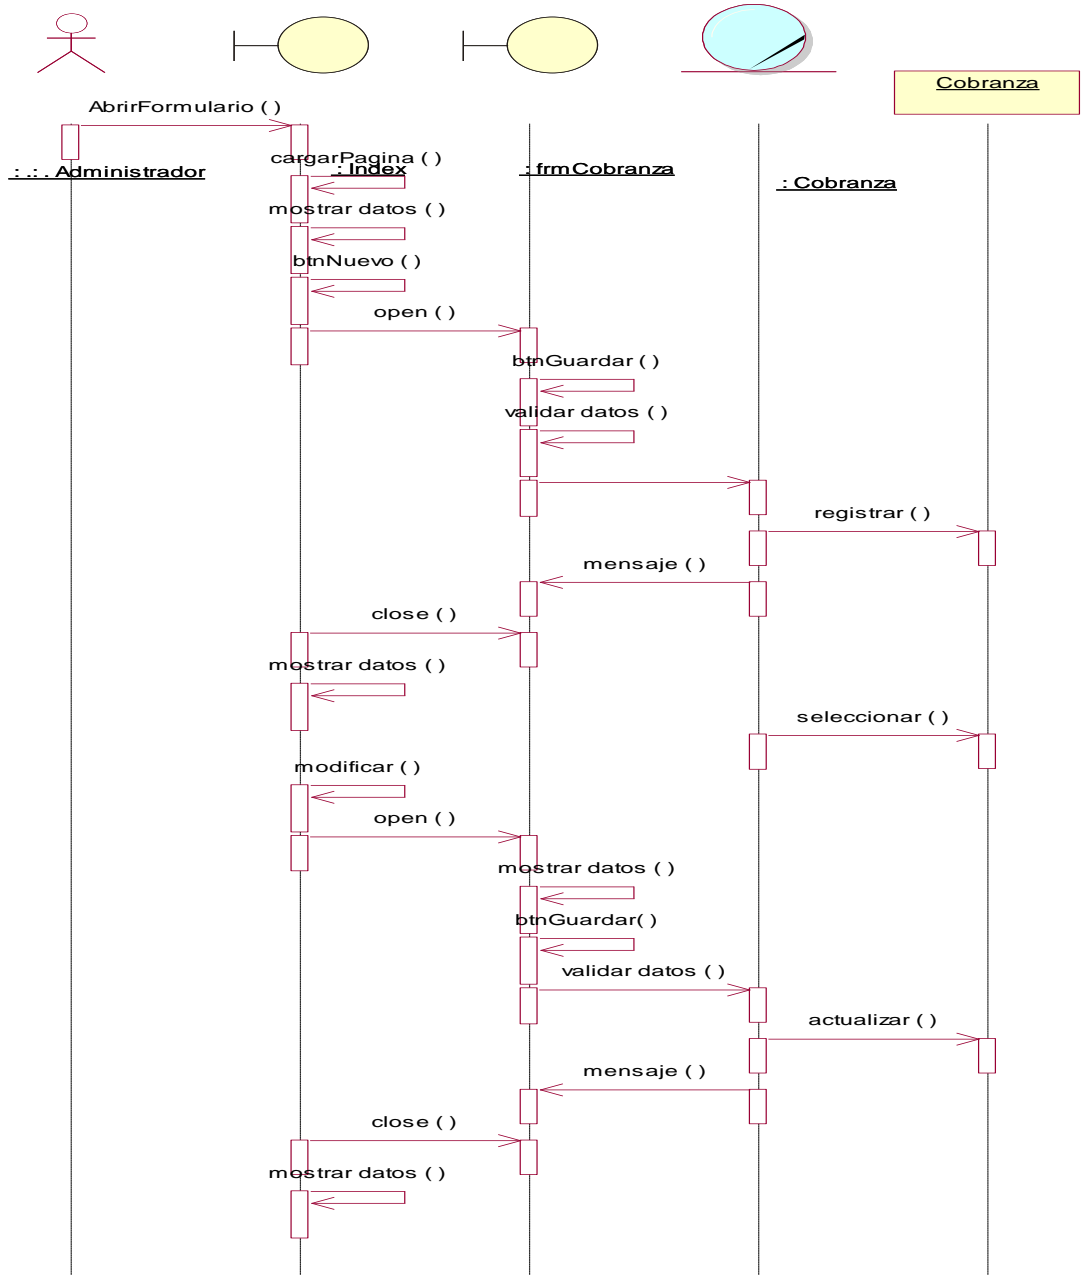 Cobranza
AbrirFormulario ( )
cargarPagina ( )
: .: . Administrador
: Index
: frmCobranza
: Cobranza
mostrar datos ( )
btnNuevo ( )
open ( )
btnGuardar ( )
validar datos ( )
registrar ( )
mensaje ( )
close ( )
mostrar datos ( )
seleccionar ( )
modificar ( )
open ( )
mostrar datos ( )
btnGuardar( )
validar datos ( )
actualizar ( )
mensaje ( )
close ( )
mostrar datos ( )